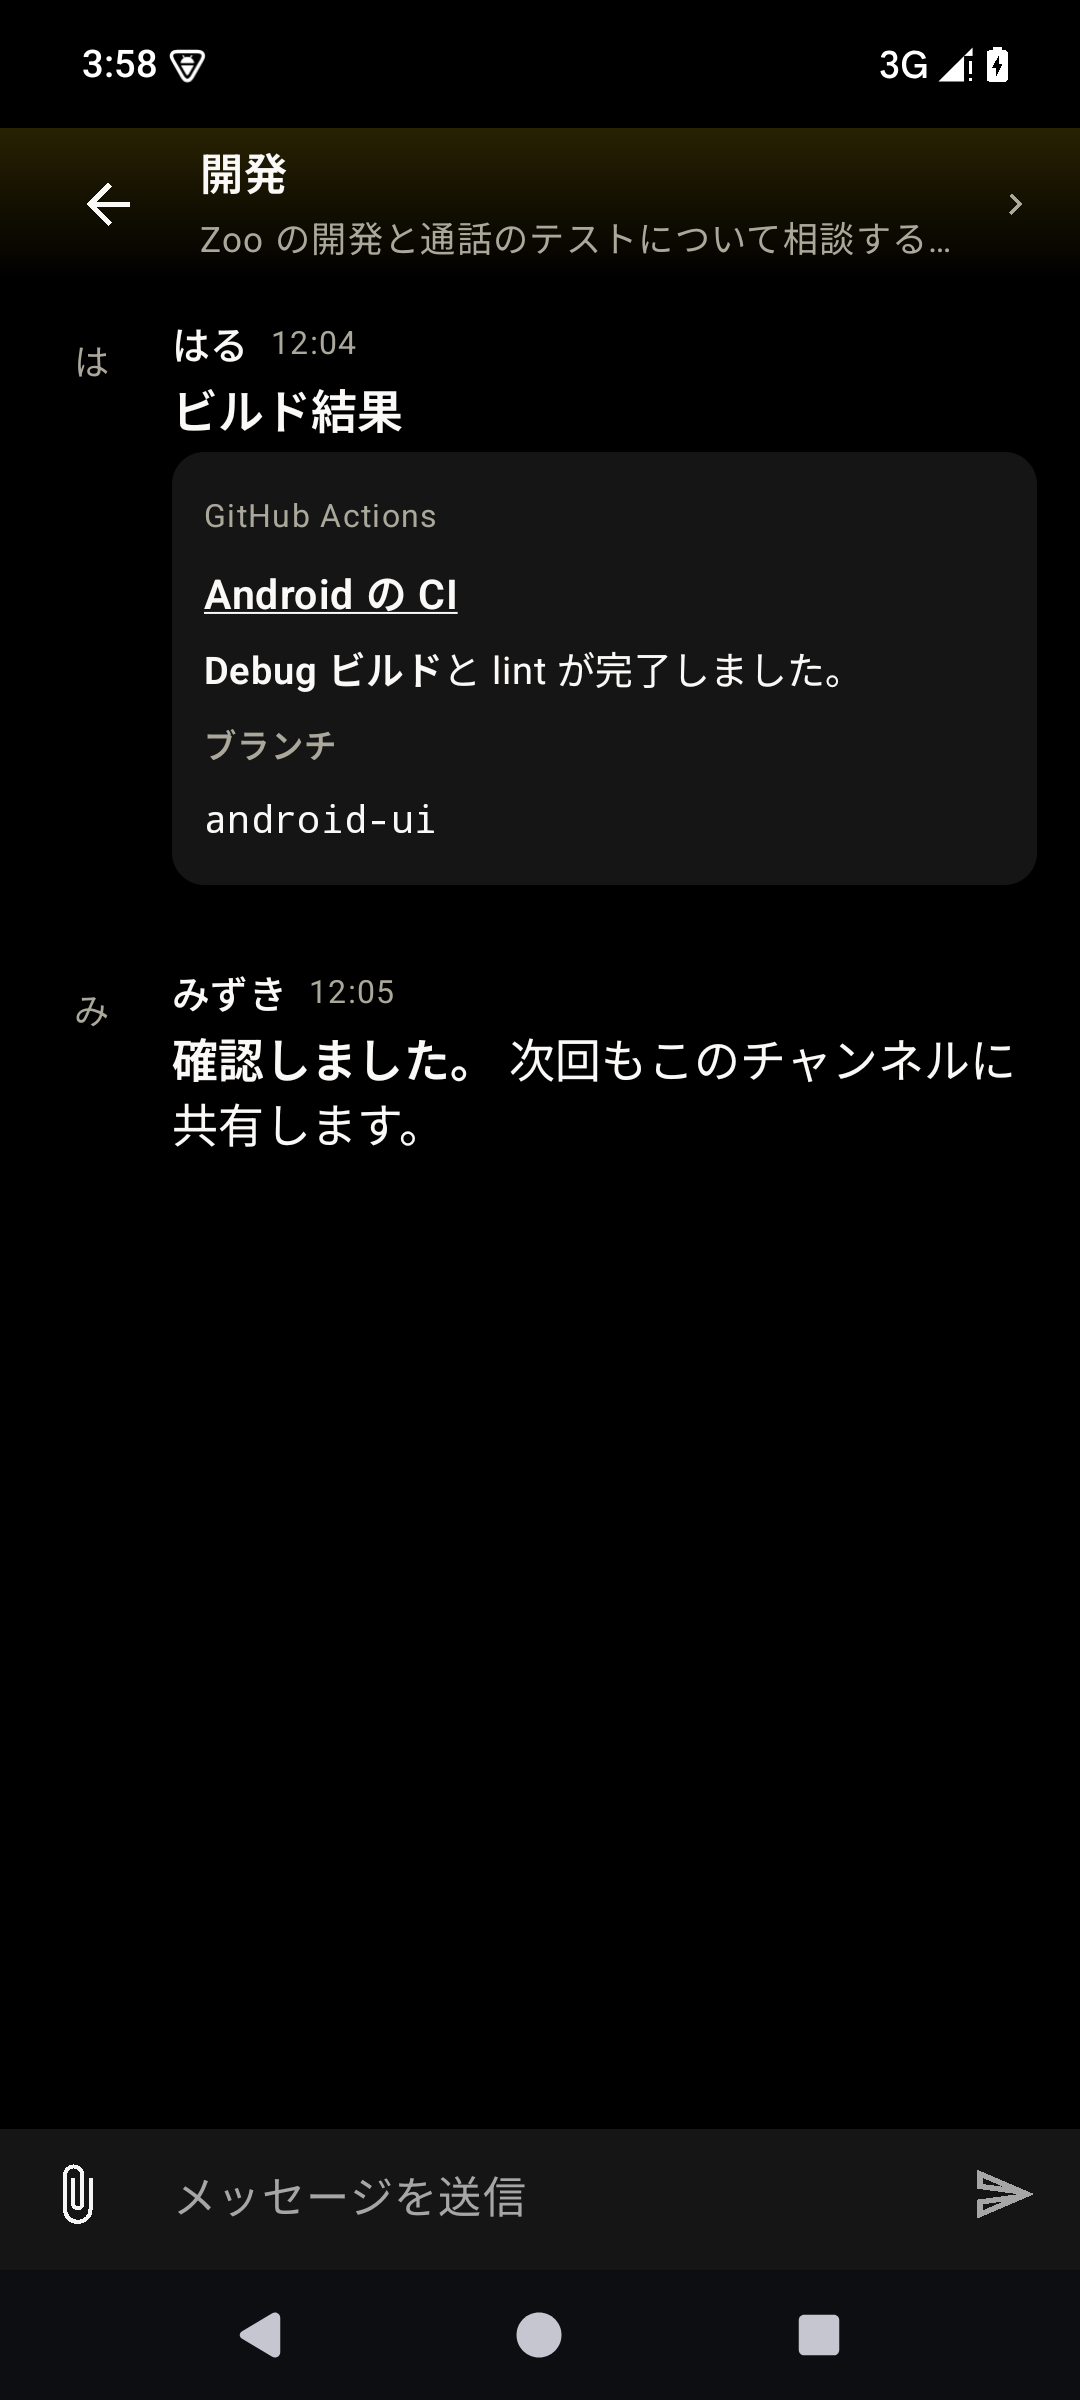 3:58
3G
開発
Zoo の開発と通話のテストについて相談する…
は
はる 12:04
ビルド結果
GitHub Actions
Android の CI
Debug ビルドと lint が完了しました。
ブランチ
android-ui
み
みずき 12:05
確認しました。 次回もこのチャンネルに
共有します。
メッセージを送信